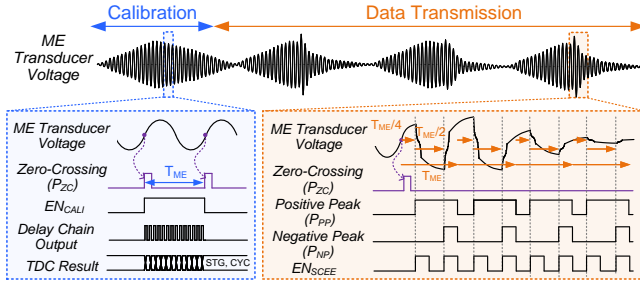 Calibration
Data Transmission
ME
Transducer
Voltage
ME Transducer
Voltage
Zero-Crossing
(PZC)
TME
ENCALI
Delay Chain
Output
TDC Result
STG, CYC
ME Transducer
Voltage
TME/4
TME/2
TME
Zero-Crossing
(PZC)
Positive Peak
(PPP)
Negative Peak
(PNP)
ENSCEE